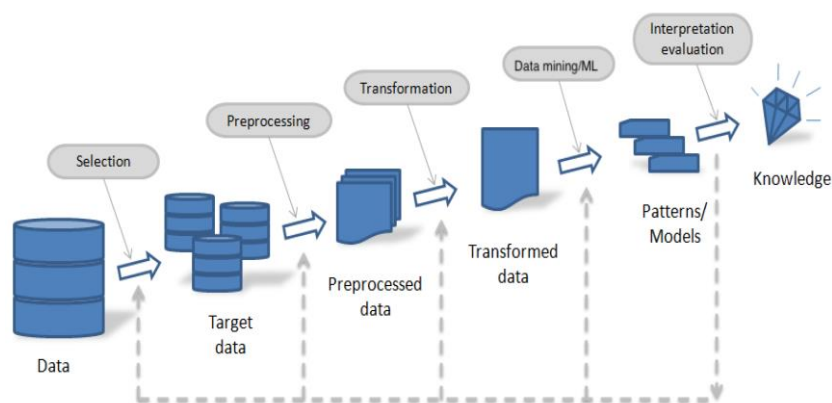 Interpretation
evaluation
Data mining/ML
Transformation
Preprocessing
Selection
Knowledge
Patterns/
Models
Transformed
data
Preprocessed
data
Target
data
Data